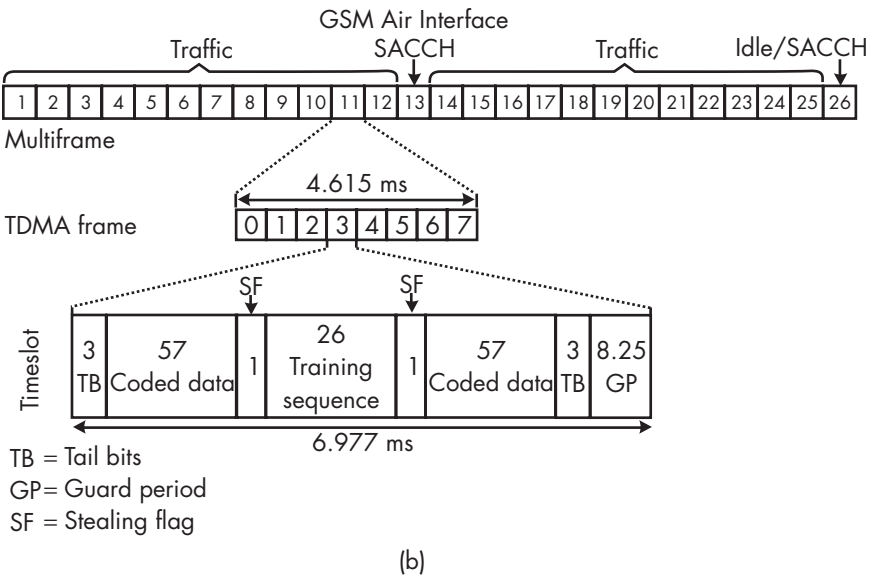 GSM Air Interface
Traffic SACCH Traffic Idle/SACCH
1 2 3 4 5 6 7 8 9 10 11 12 13 14 15 16 17 18 19 20 21 22 23 24 25 26
Multiframe
4.615 ms
TDMA frame 0 1 2 3 4 5 6 7
SF SF
Timeslot
3 TB
57 Coded data
1
26 Training sequence
1
57 Coded data
3 TB
8.25 GP
6.977 ms
TB = Tail bits
GP= Guard period
SF = Stealing flag
(b)